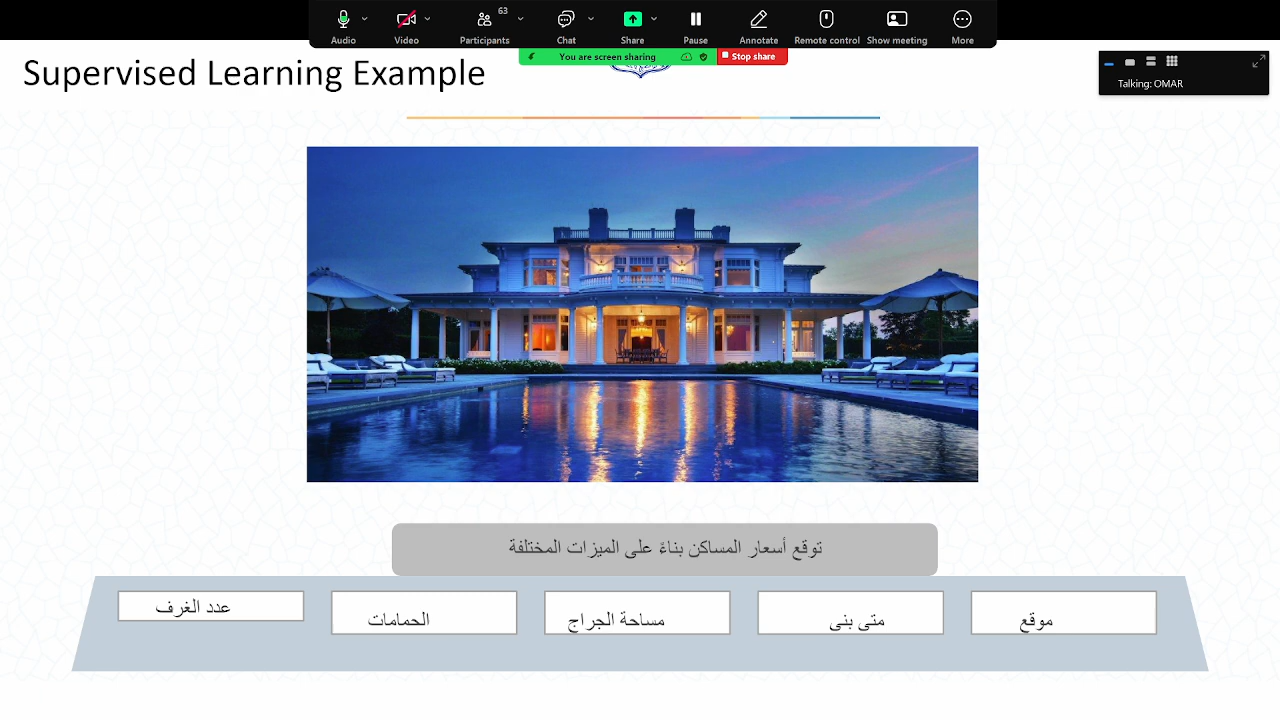 63
Audio
Video
Participants
Chat
Share
Pause
Annotate
Remote control
Show meeting
More
You are screen sharing
Stop share
Talking: OMAR
Supervised Learning Example
توقع أسعار المساكن بناءً على الميزات المختلفة
عدد الغرف
الحمامات
مساحة الجراج
متى بنى
موقع